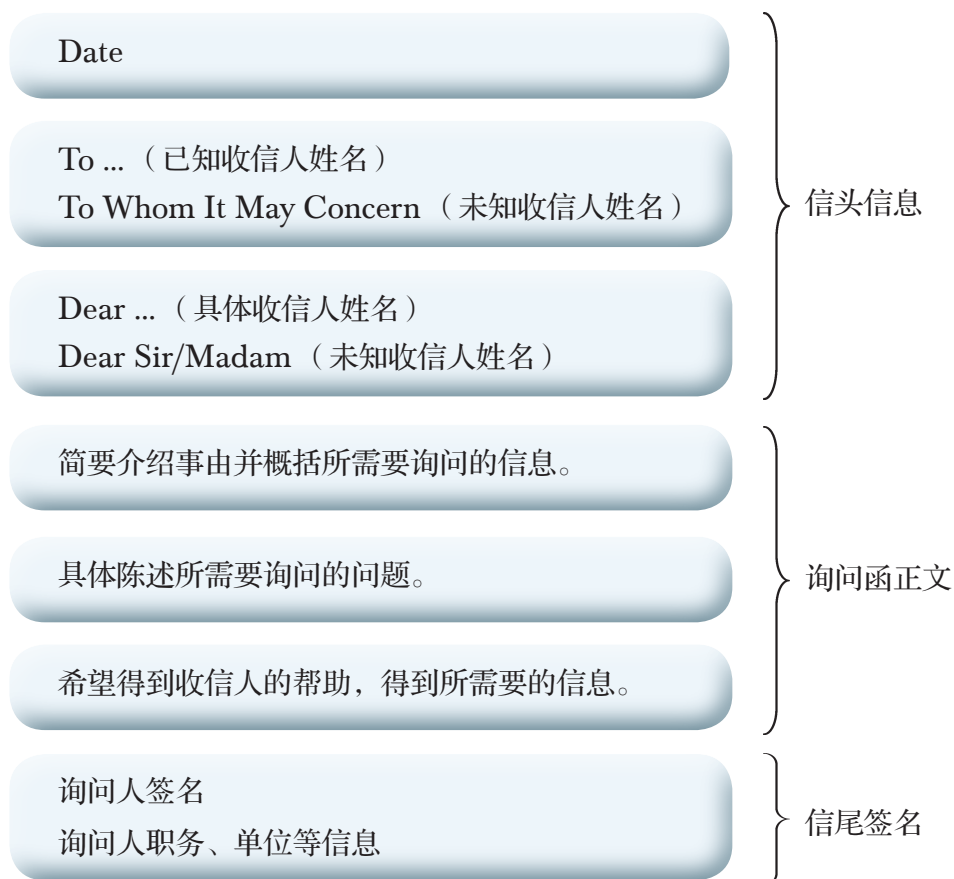 Date
To ... （已知收信人姓名）
To Whom It May Concern （未知收信人姓名）
Dear ... （具体收信人姓名）
Dear Sir/Madam （未知收信人姓名）
信头信息
简要介绍事由并概括所需要询问的信息。
具体陈述所需要询问的问题。
希望得到收信人的帮助，得到所需要的信息。
询问函正文
询问人签名
询问人职务、单位等信息
信尾签名